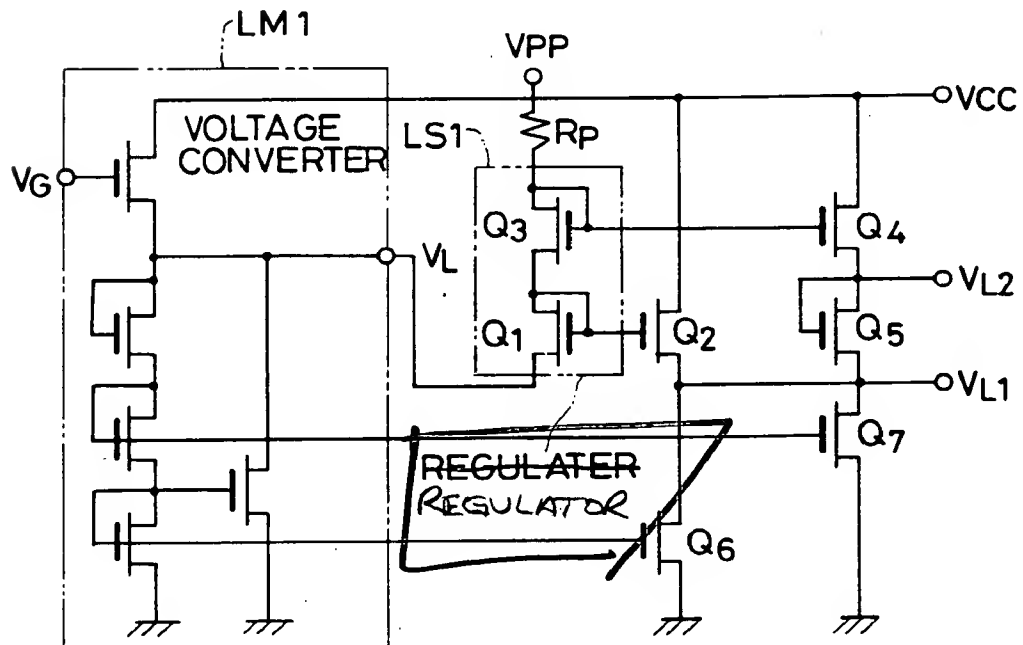 LM1
VPP
VCC
VOLTAGE
CONVERTER
LS1
RP
VG
Q3
Q4
VL
VL2
Q1
Q2
Q5
VL1
Q7
REGULATER
REGULATOR
Q6